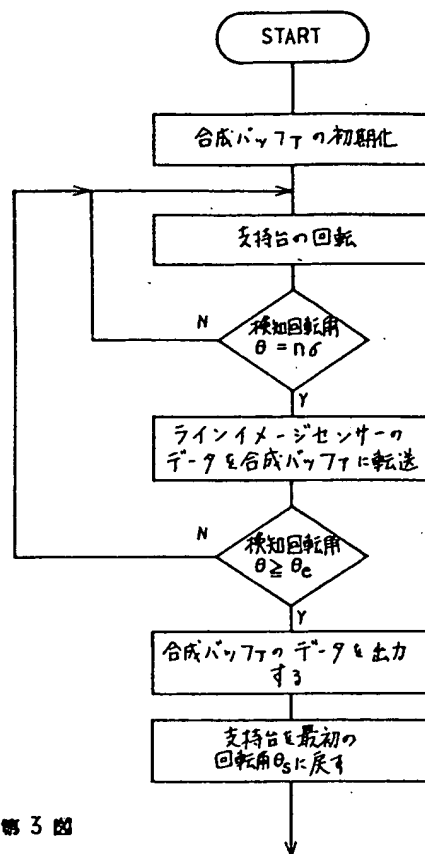 START
合成バッファの初期化
支持台の回転
検知回転角
θ = nσ
N
Y
ラインイメージセンサーの
データを合成バッファに転送
検知回転角
θ ≧ θe
N
Y
合成バッファのデータを出力
する
支持台を最初の
回転角θsに戻す
第 3 図